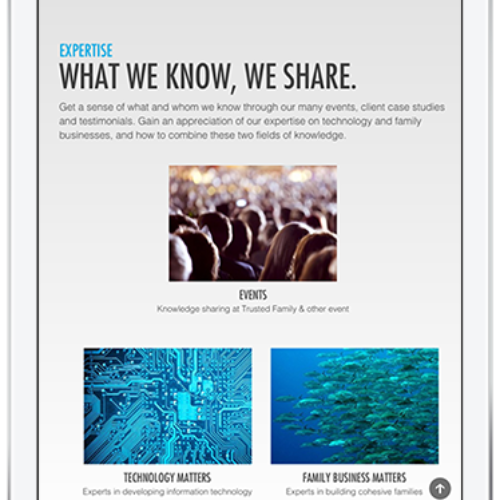 EXPERTISE
WHAT WE KNOW, WE SHARE.
Get a sense of what and whom we know through our many events, client case studies
and testimonials. Gain an appreciation of our expertise on technology and family
businesses, and how to combine these two fields of knowledge.
EVENTS
Knowledge sharing at Trusted Family & other event
TECHNOLOGY MATTERS
FAMILY BUSINESS MATTERS
Experts in developing information technology
Experts in building cohesive families